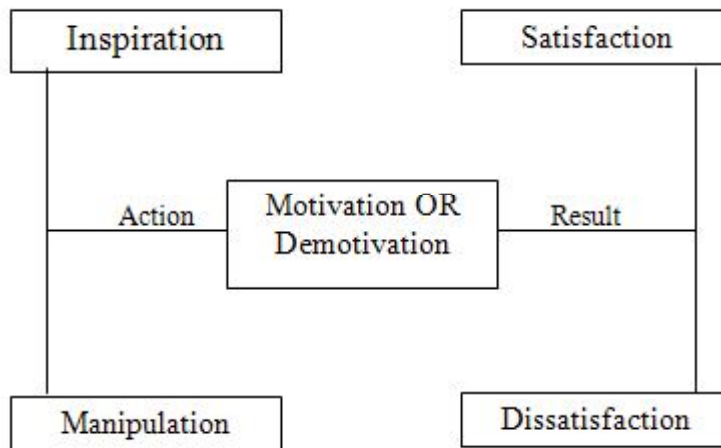 Inspiration
Satisfaction
Action
Motivation OR
Demotivation
Result
Manipulation
Dissatisfaction